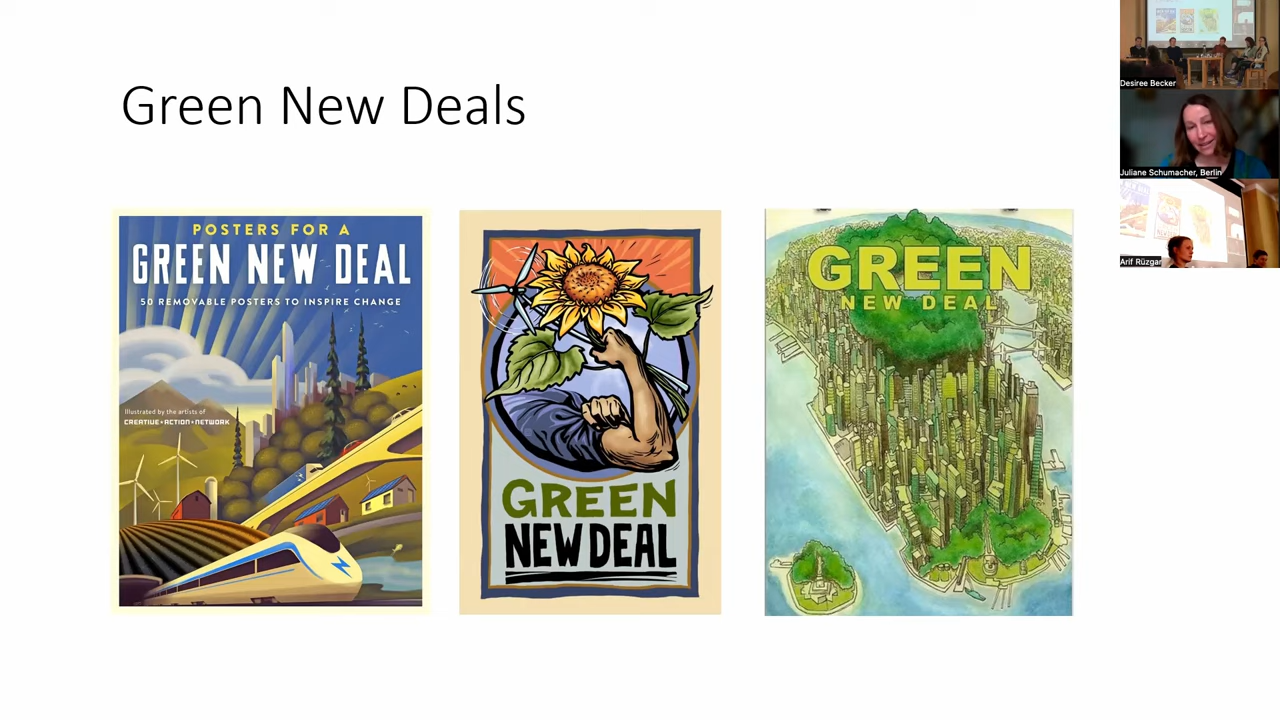 Green New Deals
POSTERS FOR A
GREEN NEW DEAL
50 REMOVABLE POSTERS TO INSPIRE CHANGE
Illustrated by the artists of
CREATIVE•ACTION•NETWORK
GREEN
NEW DEAL
GREEN
NEW DEAL
Desiree Becker
Juliane Schumacher, Berlin
Arif Rüzgar